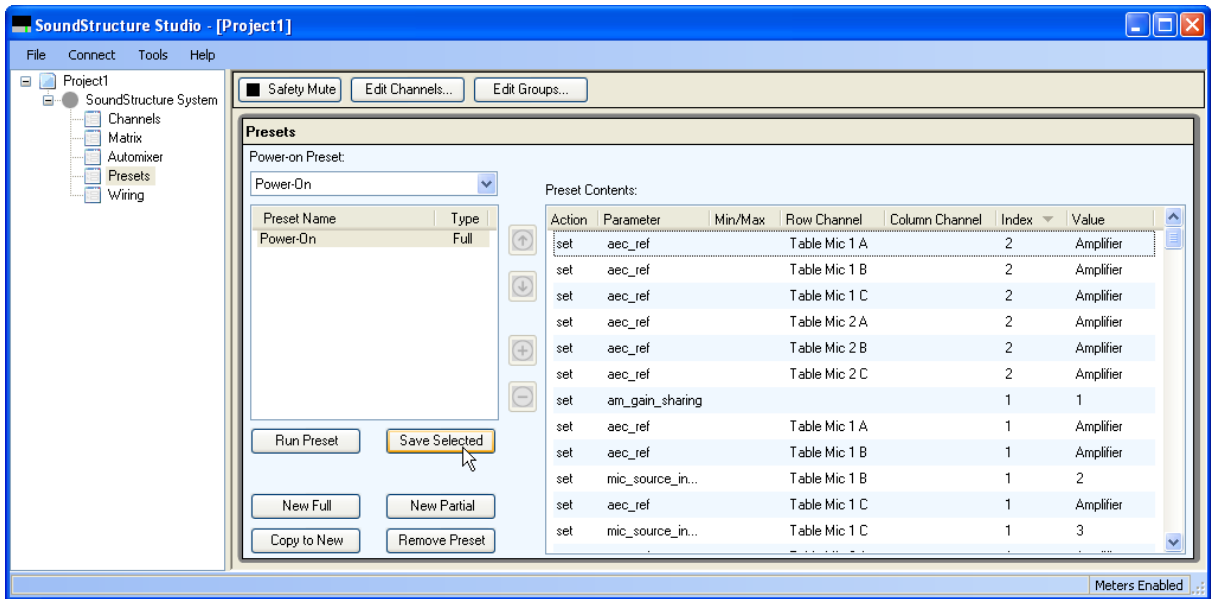 SoundStructure Studio - [Project1]
File Connect Tools Help
Project1
SoundStructure System
Channels
Matrix
Automixer
Presets
Wiring
Safety Mute Edit Channels... Edit Groups...
Presets
Power-on Preset:
Power-On
Preset Name Type
Power-On Full
Run Preset Save Selected
New Full New Partial
Copy to New Remove Preset
Preset Contents:
Action Parameter Min/Max Row Channel Column Channel Index Value
set aec_ref Table Mic 1 A 2 Amplifier
set aec_ref Table Mic 1 B 2 Amplifier
set aec_ref Table Mic 1 C 2 Amplifier
set aec_ref Table Mic 2 A 2 Amplifier
set aec_ref Table Mic 2 B 2 Amplifier
set aec_ref Table Mic 2 C 2 Amplifier
set am_gain_sharing 1 1
set aec_ref Table Mic 1 A 1 Amplifier
set aec_ref Table Mic 1 B 1 Amplifier
set mic_source_in... Table Mic 1 B 1 2
set aec_ref Table Mic 1 C 1 Amplifier
set mic_source_in... Table Mic 1 C 1 3
Meters Enabled